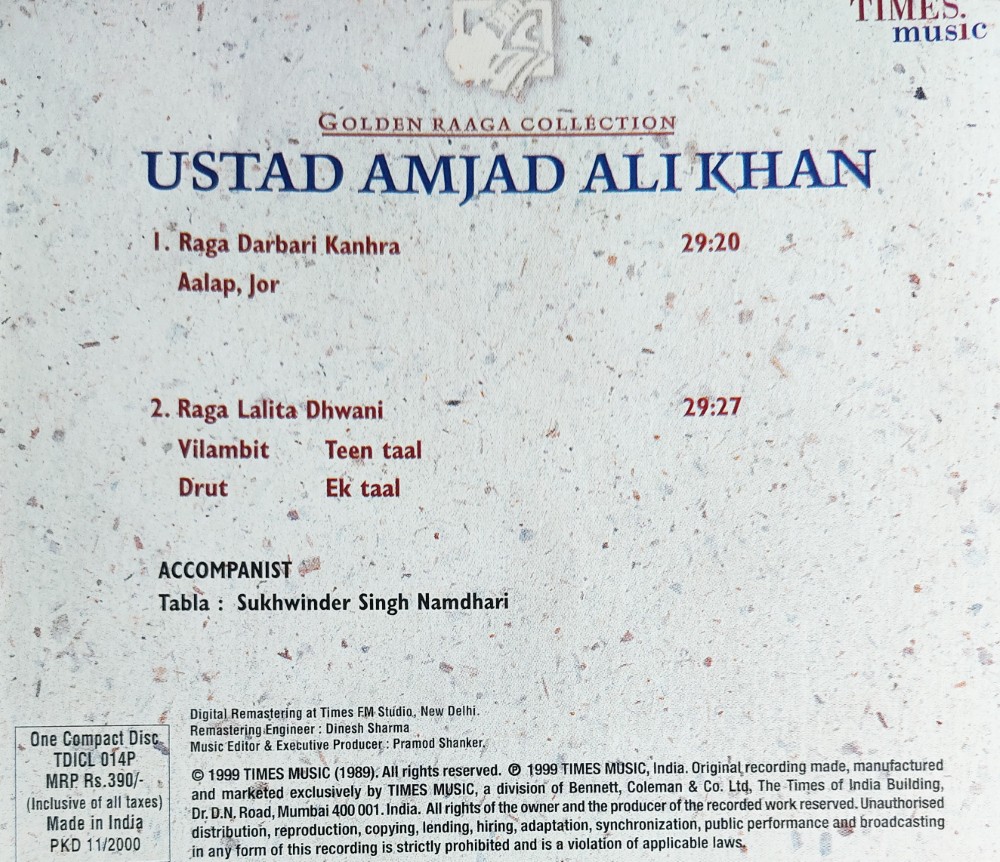 TIMES.
music
GOLDEN RAAGA COLLECTION
USTAD AMJAD ALI KHAN
1. Raga Darbari Kanhra 29:20
Aalap, Jor
2. Raga Lalita Dhwani 29:27
Vilambit Teen taal
Drut Ek taal
ACCOMPANIST
Tabla : Sukhwinder Singh Namdhari
Digital Remastering at Times FM Studio, New Delhi.
Remastering Engineer : Dinesh Sharma
Music Editor & Executive Producer : Pramod Shanker.
One Compact Disc
TDICL 014P
MRP Rs.390/-
(Inclusive of all taxes)
Made in India
PKD 11/2000
© 1999 TIMES MUSIC (1989). All rights reserved. ℗ 1999 TIMES MUSIC, India. Original recording made, manufactured
and marketed exclusively by TIMES MUSIC, a division of Bennett, Coleman & Co. Ltd, The Times of India Building,
Dr. D.N. Road, Mumbai 400 001. India. All rights of the owner and the producer of the recorded work reserved. Unauthorised
distribution, reproduction, copying, lending, hiring, adaptation, synchronization, public performance and broadcasting
in any form of this recording is strictly prohibited and is a violation of applicable laws.